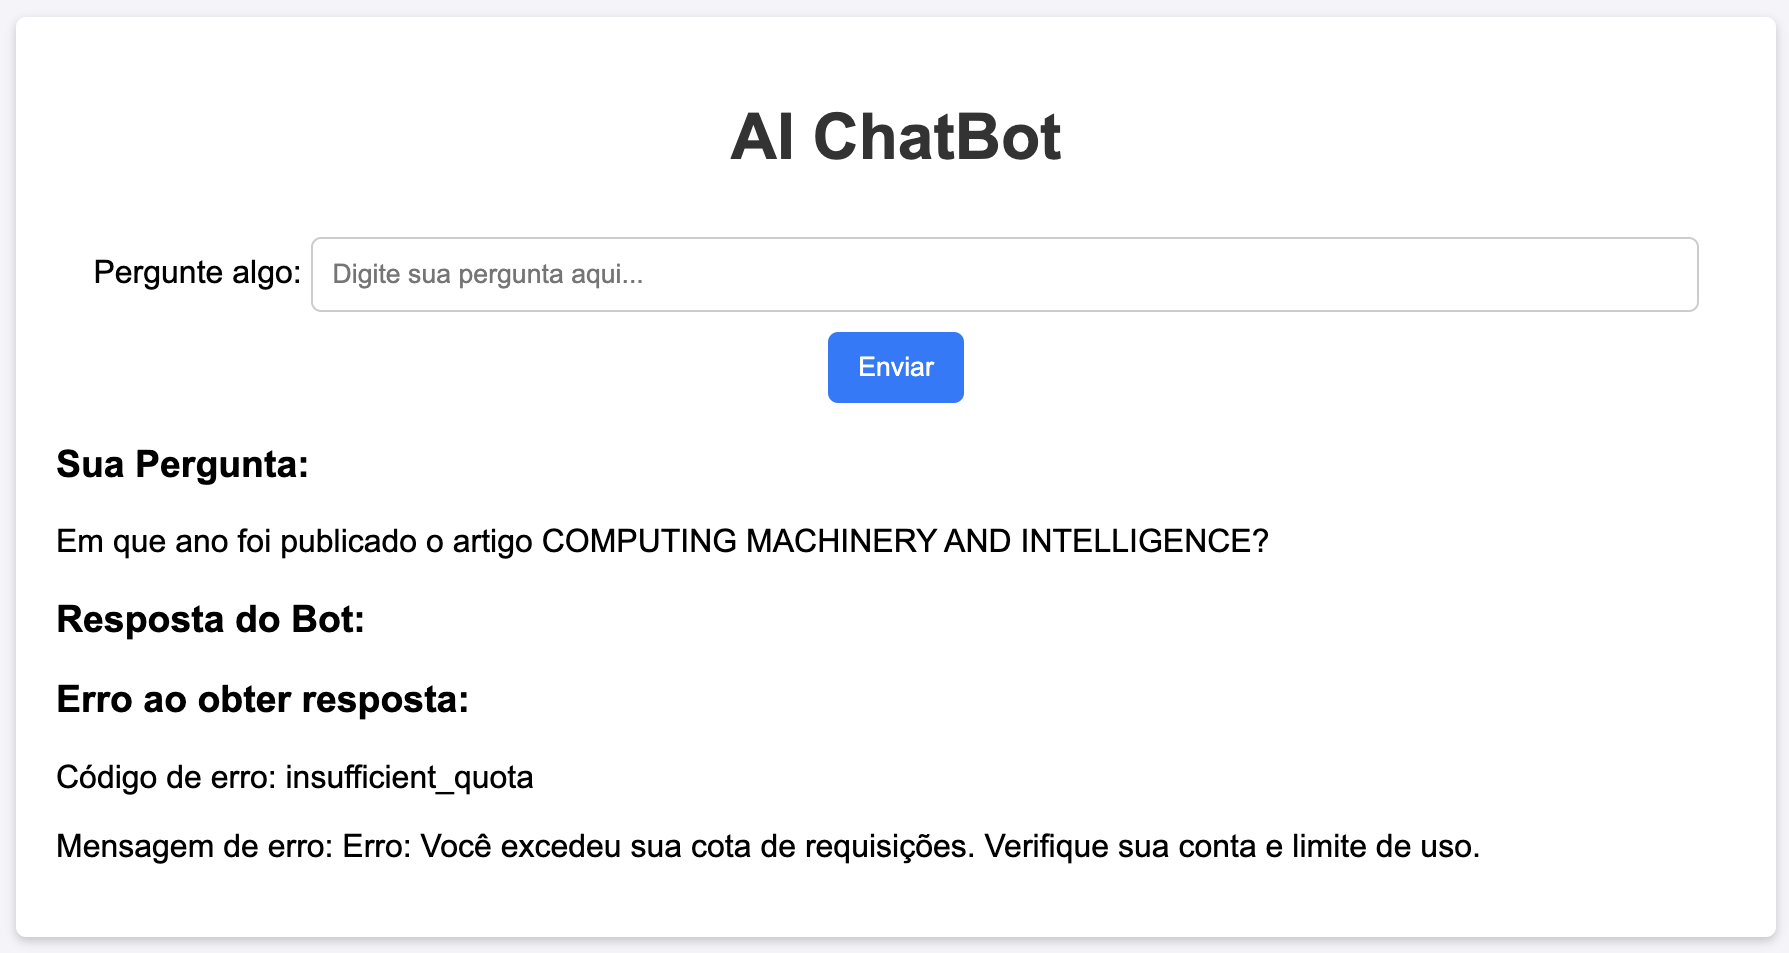 AI ChatBot
Pergunte algo: Digite sua pergunta aqui...
Enviar
Sua Pergunta:
Em que ano foi publicado o artigo COMPUTING MACHINERY AND INTELLIGENCE?
Resposta do Bot:
Erro ao obter resposta:
Código de erro: insufficient_quota
Mensagem de erro: Erro: Você excedeu sua cota de requisições. Verifique sua conta e limite de uso.